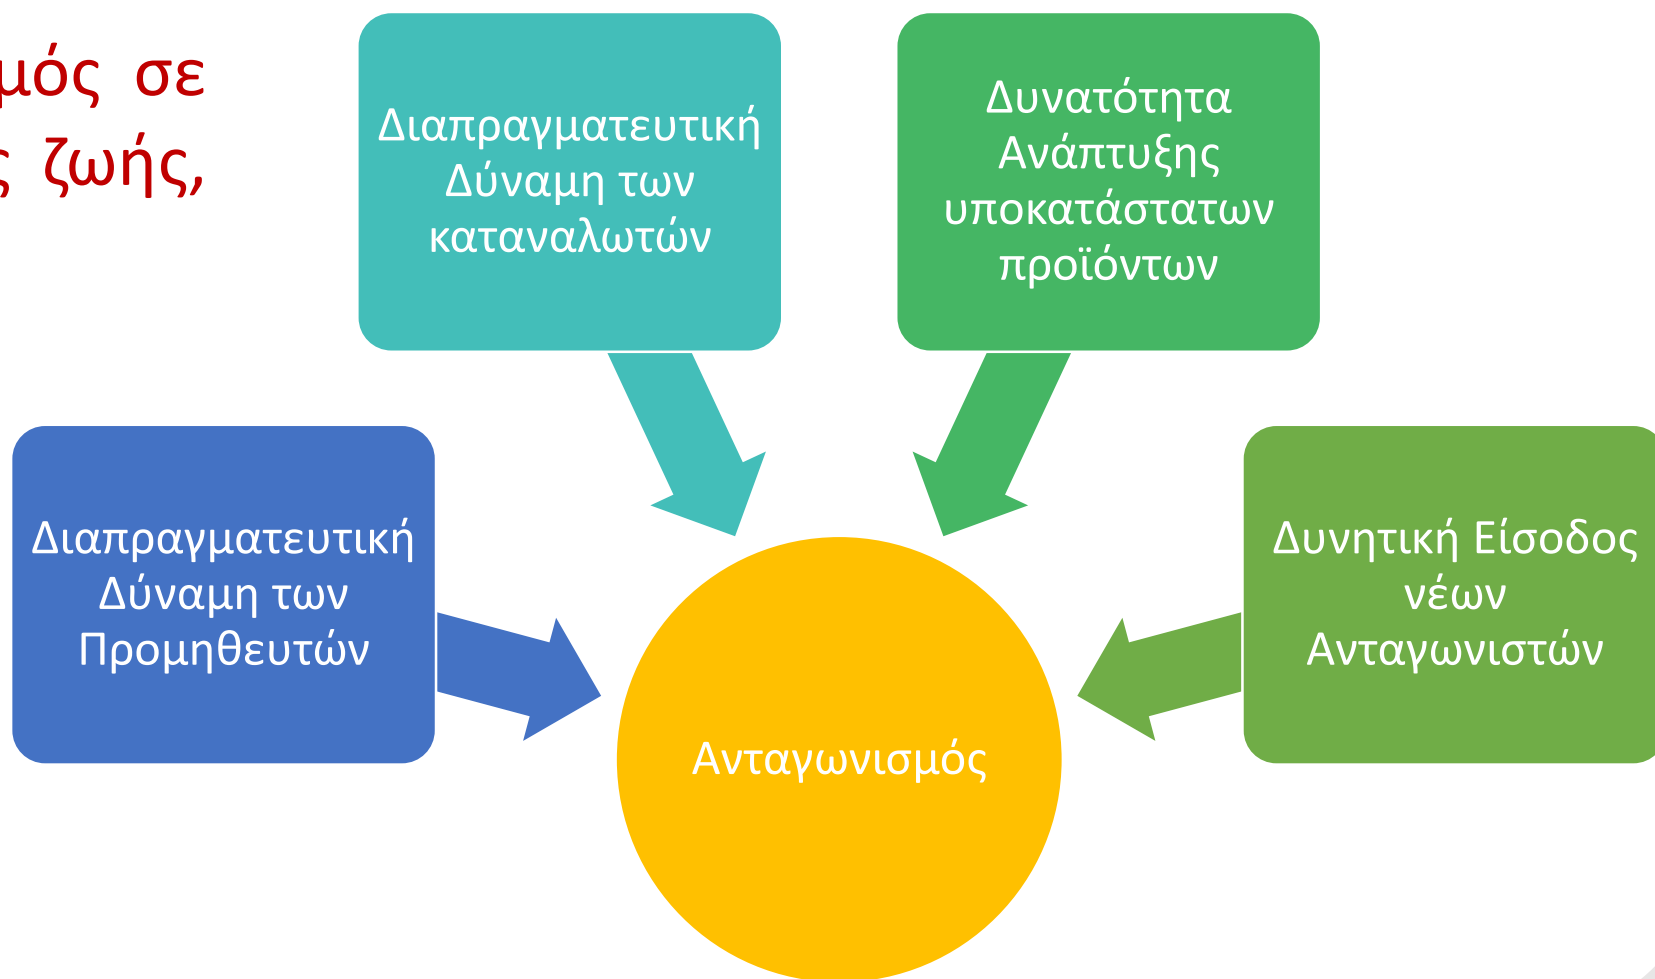 σε
ζωής,
Διαπραγματευτική
Δύναμη των
καταναλωτών
Δυνατότητα
Ανάπτυξης
υποκατάστατων
προϊόντων
Διαπραγματευτική
Δύναμη των
Προμηθευτών
Δυνητική Είσοδος
νέων
Ανταγωνιστών
Ανταγωνισμός